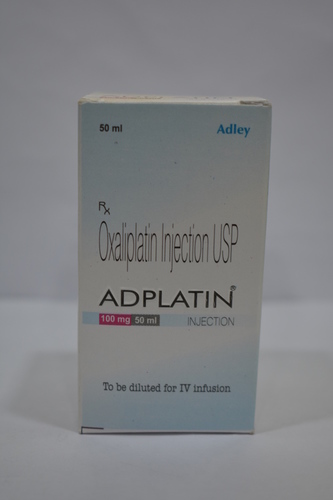 50 ml Adley
Rx
Oxaliplatin Injection USP
ADPLATIN®
100 mg 50 ml INJECTION
To be diluted for IV infusion